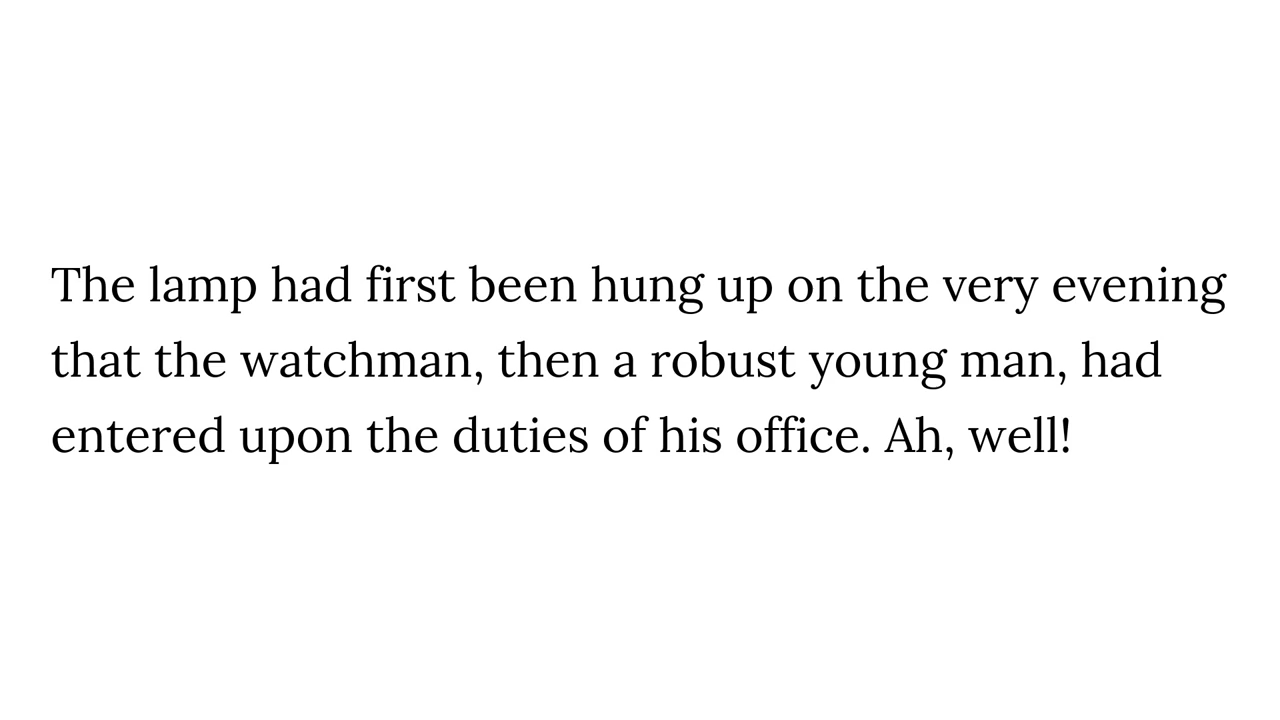 The lamp had first been hung up on the very evening
that the watchman, then a robust young man, had
entered upon the duties of his office. Ah, well!